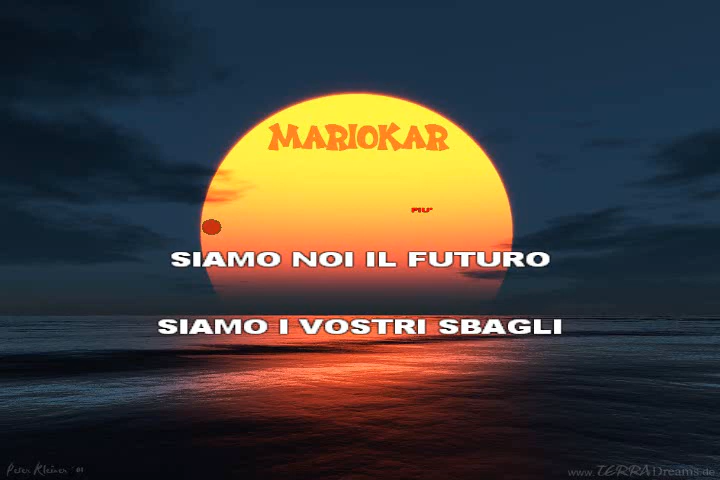 MARIOKAR
PIU'
SIAMO NOI IL FUTURO
SIAMO I VOSTRI SBAGLI
Peter Kleiner '01
www.TERRADreams.de